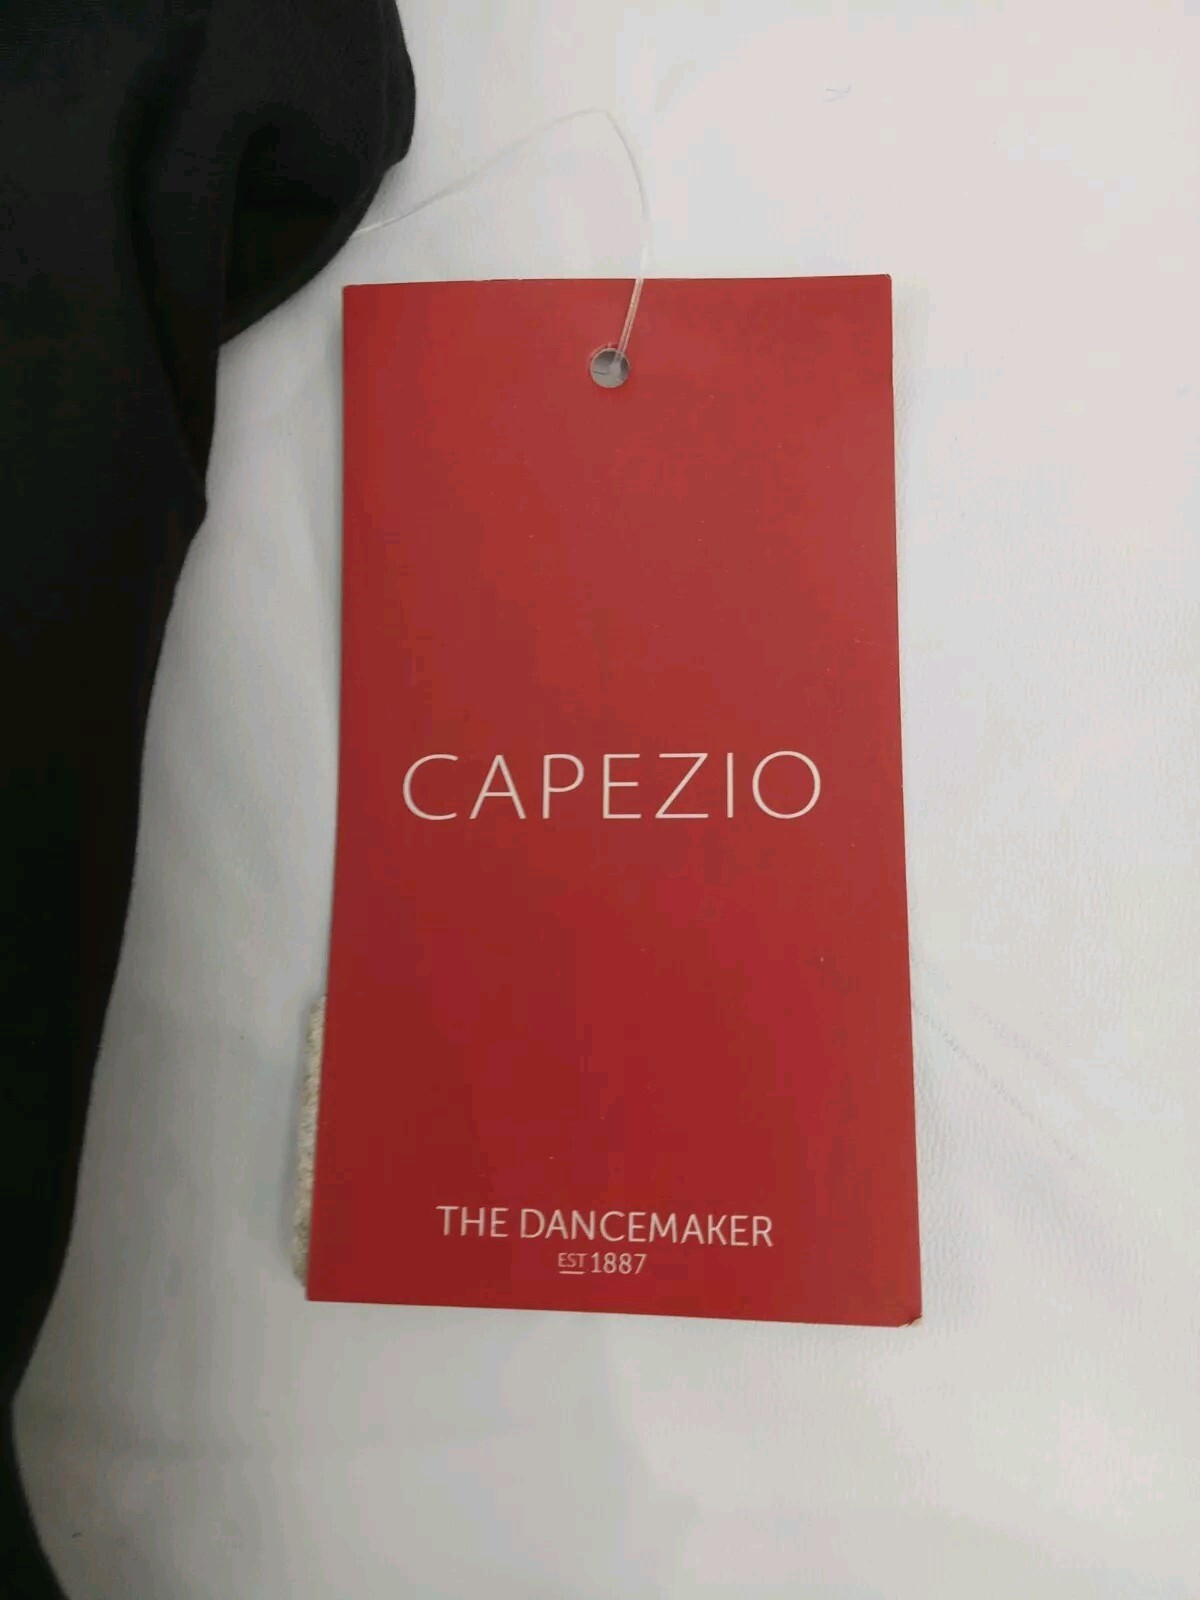 CAPEZIO
THE DANCEMAKER
EST 1887